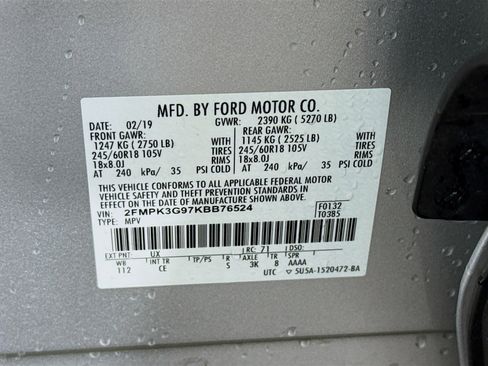 MFD. BY FORD MOTOR CO.
DATE: 02/19 GVWR: 2390 KG ( 5270 LB)
FRONT GAWR: REAR GAWR:
1247 KG ( 2750 LB) 1145 KG ( 2525 LB)
245/60R18 105V TIRES 245/60R18 105V TIRES
18x8.0J RIMS 18x8.0J RIMS
AT 240 kPa/ 35 PSI COLD AT 240 kPa/ 35 PSI COLD
THIS VEHICLE CONFORMS TO ALL APPLICABLE FEDERAL MOTOR
VEHICLE SAFETY AND THEFT PREVENTION STANDARDS IN
EFFECT ON THE DATE OF MANUFACTURE SHOWN ABOVE.
VIN: 2FMPK3G97KBB76524 F0132
TYPE: MPV T0385
EXT PNT: UX RC: 71 DSO:
WB INT TR TP/PS R AXLE TR SPR
112 CE S 3K 8 AAAA
UTC 5U5A-1520472-BA